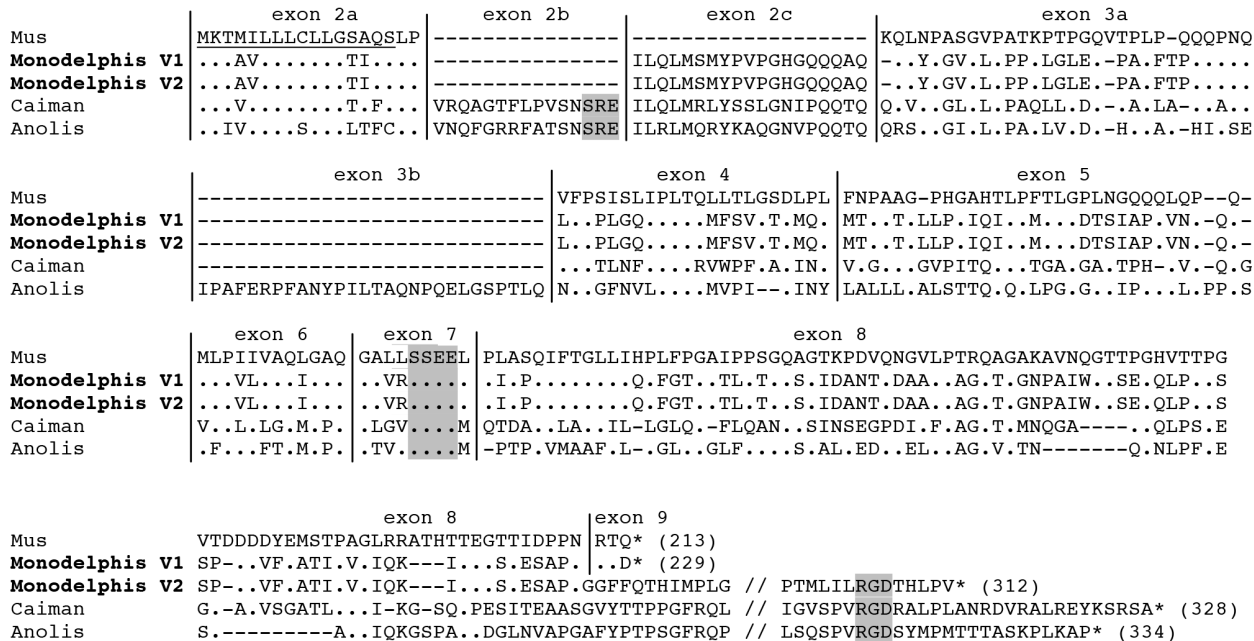 exon 2a exon 2b exon 2c exon 3a
Mus MKTMILLLCLLGSAQSLP --------------- ------------------- KQLNPASGVPATKPTPGQVTPLP-QQQPNQ
Monodelphis V1 ...AV.......TI.... --------------- ILQLMSMYPVPGHGQQQAQ -..Y.GV.L.PP.LGLE.-PA.FTP.....
Monodelphis V2 ...AV.......TI.... --------------- ILQLMSMYPVPGHGQQQAQ -..Y.GV.L.PP.LGLE.-PA.FTP.....
Caiman ...V........T.F... VRQAGTFLPVSNSRE ILQLMRLYSSLGNIPQQTQ Q.V..GL.L.PAQLL.D.-A.LA-..A..
Anolis ..IV.....S...LTFC.. VNQFGRRFATSNSRE ILRLMQRYKAQGNVPQQTQ QRS..GI.L.PA.LV.D.-H..A.-HI.SE
exon 3b exon 4 exon 5
Mus ---------------------------- VFPSISLIPLTQLLTLGSDLPL FNPAAG-PHGAHTLPFTLGPLNGQQQLQP--Q-
Monodelphis V1 ---------------------------- L..PLGQ.....MFSV.T.MQ. MT..T.LLP.IQI..M...DTSIAP.VN.-Q.-
Monodelphis V2 ---------------------------- L..PLGQ.....MFSV.T.MQ. MT..T.LLP.IQI..M...DTSIAP.VN.-Q.-
Caiman ---------------------------- ...TLNF....RVWPF.A.IN. V.G...GVPITQ...TGA.GA.TPH-.V.-Q.G
Anolis IPAFERPFANYPILTAQNPQELGSPTLQ N..GFNVL....MVPI--.INY LALLL.ALSTTQ.Q.LPG.G..IP...L.PP.S
exon 6 exon 7 exon 8
Mus MLPIIVAQLGAQ GALLSSEEL PLASQIFTGLLIHPLFPGAIPPSGQAGTKPDVQNGVLPTRQAGAKAVNQGTTPGHVTTPG
Monodelphis V1 ...VL...I... ..VR..... .I.P........Q.FGT..TL.T..S.IDANT.DAA..AG.T.GNPAIW..SE.QLP..S
Monodelphis V2 ...VL...I... ..VR..... .I.P........Q.FGT..TL.T..S.IDANT.DAA..AG.T.GNPAIW..SE.QLP..S
Caiman V..L.LG.M.P. .LGV....M QTDA..LA..IL-LGLQ.-FLQAN..SINSEGPDI.F.AG.T.MNQGA----..QLPS.E
Anolis .F...FT.M.P. .TV.....M -PTP.VMAAF.L-.GL..GLF....S.AL.ED..EL..AG.V.TN-------Q.NLPF.E
exon 8 exon 9
Mus VTDDDDYEMSTPAGLRRATHTTEGTTIDPPN RTQ* (213)
Monodelphis V1 SP-..VF.ATI.V.IQK---I...S.ESAP. ..D* (229)
Monodelphis V2 SP-..VF.ATI.V.IQK---I...S.ESAP.GGFFQTHIMPLG // PTMLILRGDTHLPV* (312)
Caiman G.-A.VSGATL...I-KG-SQ.PESITEAASGVYTTPPGFRQL // IGVSPVRGDRALPLANRDVRALREYKSRSA* (328)
Anolis S.---------A..IQKGSPA..DGLNVAPGAFYPTPSGFRQP // LSQSPVRGDSYMPMTTTASKPLKAP* (334)